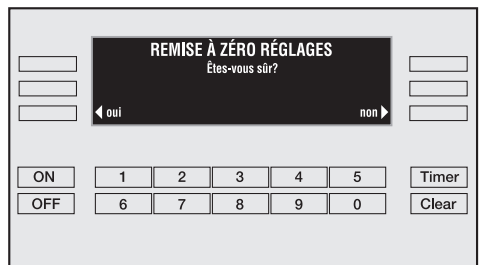 REMISE À ZÉRO RÉGLAGES
Êtes-vous sûr?
oui non
ON 1 2 3 4 5 Timer
OFF 6 7 8 9 0 Clear